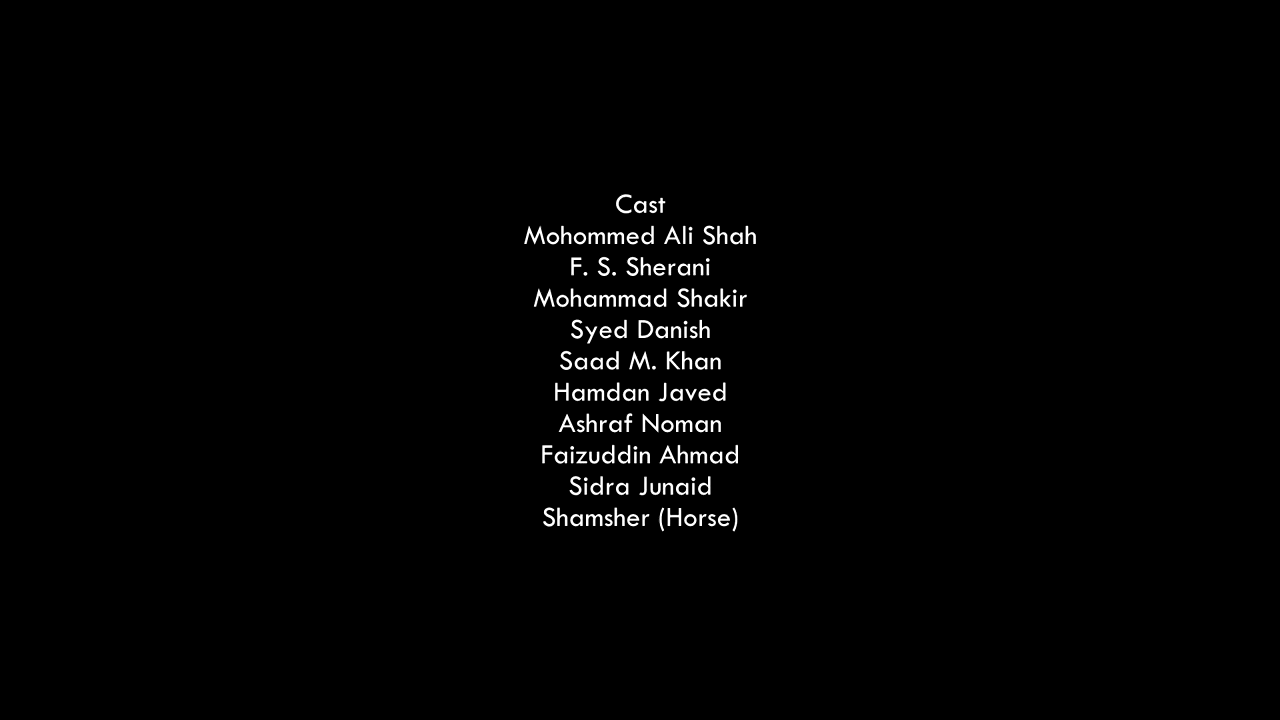 Cast
Mohommed Ali Shah
F. S. Sherani
Mohammad Shakir
Syed Danish
Saad M. Khan
Hamdan Javed
Ashraf Noman
Faizuddin Ahmad
Sidra Junaid
Shamsher (Horse)